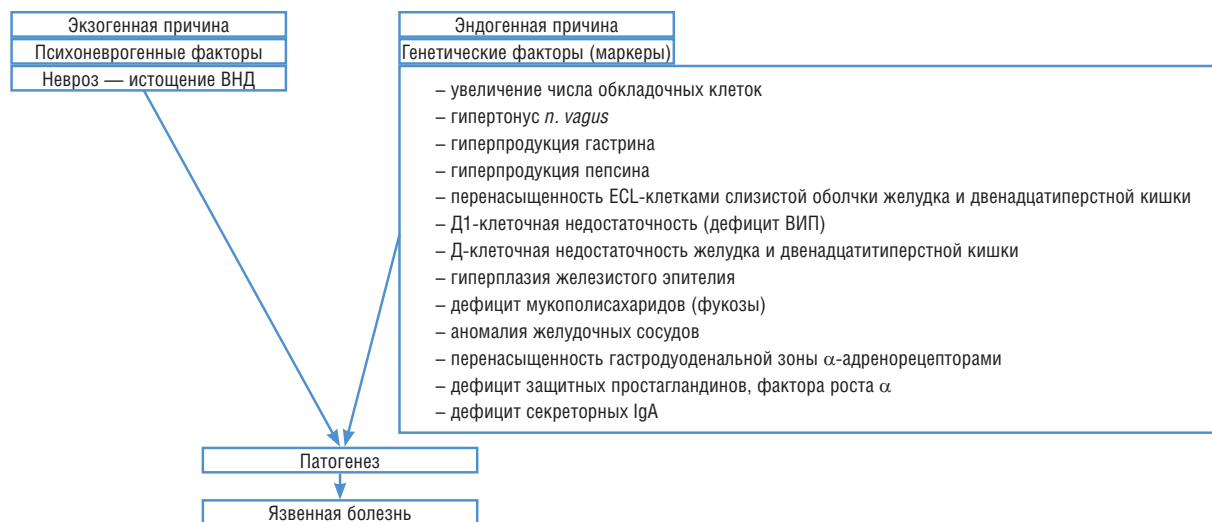 Экзогенная причина
Психоневрогенные факторы
Невроз — истощение ВНД
Эндогенная причина
Генетические факторы (маркеры)
– увеличение числа обкладочных клеток
– гипертонус n. vagus
– гиперпродукция гастрина
– гиперпродукция пепсина
– перенасыщенность ECL-клетками слизистой оболчки желудка и двенадцатиперстной кишки
– Д1-клеточная недостаточность (дефицит ВИП)
– Д-клеточная недостаточность желудка и двенадцатитиперстной кишки
– гиперплазия железистого эпителия
– дефицит мукополисахаридов (фукозы)
– аномалия желудочных сосудов
– перенасыщенность гастродуоденальной зоны α-адренорецепторами
– дефицит защитных простагландинов, фактора роста α
– дефицит секреторных IgA
Патогенез
Язвенная болезнь